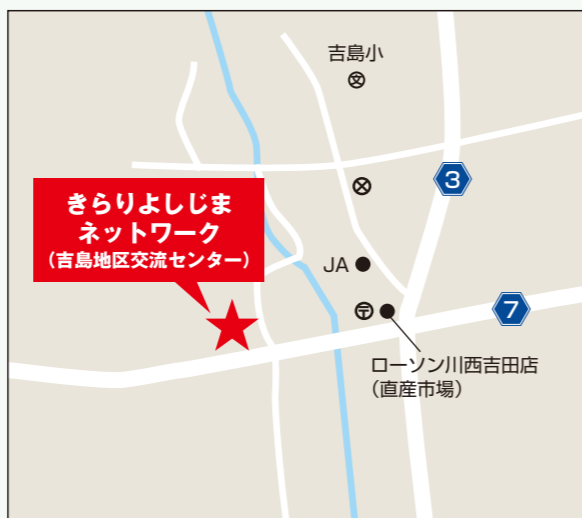 吉島小
文
3
きらりよしじま
ネットワーク
(吉島地区交流センター)
JA
〒
7
ローソン川西吉田店
(直産市場)